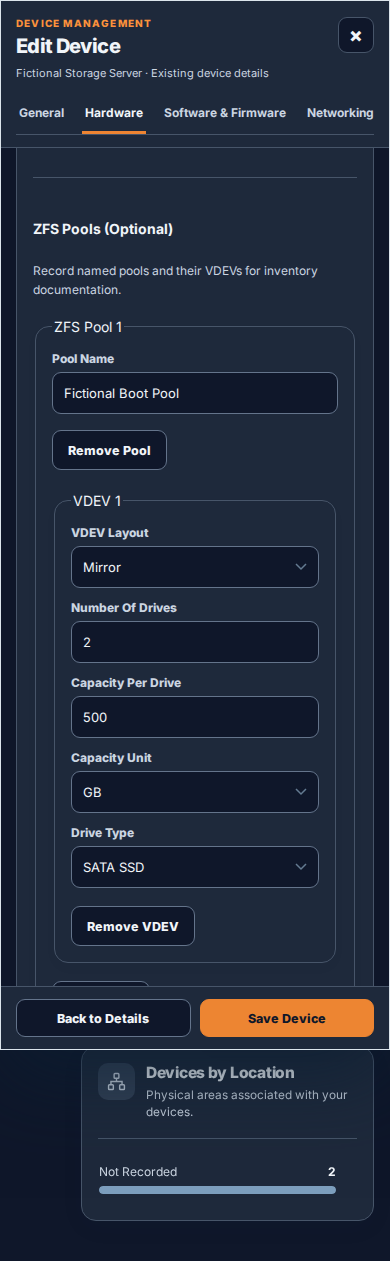 DEVICE MANAGEMENT
Edit Device
Fictional Storage Server · Existing device details
General Hardware Software & Firmware Networking
ZFS Pools (Optional)
Record named pools and their VDEVs for inventory
documentation.
ZFS Pool 1
Pool Name
Fictional Boot Pool
Remove Pool
VDEV 1
VDEV Layout
Mirror
Number Of Drives
2
Capacity Per Drive
500
Capacity Unit
GB
Drive Type
SATA SSD
Remove VDEV
Back to Details Save Device
Devices by Location
Physical areas associated with your
devices.
Not Recorded 2